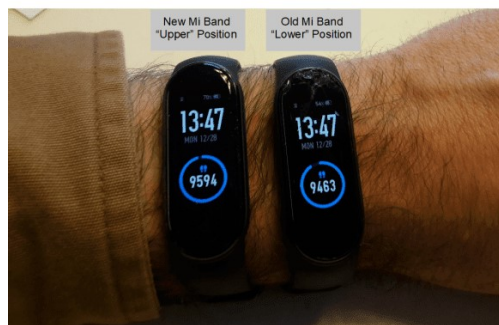 New Mi Band
"Upper" Position
Old Mi Band
"Lower" Position
13:47
MON 12/28
9594
13:47
MON 12/28
9463